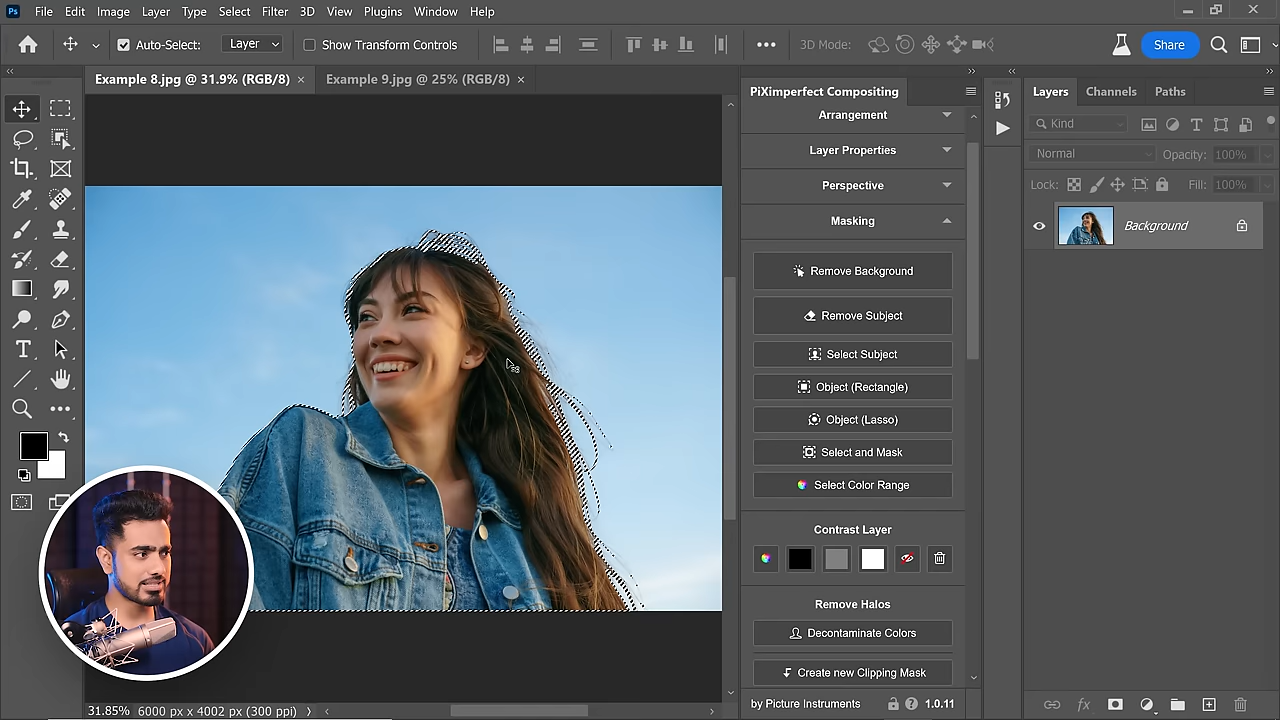 Ps File Edit Image Layer Type Select Filter 3D View Plugins Window Help
Auto-Select: Layer Show Transform Controls 3D Mode: Share
Example 8.jpg @ 31.9% (RGB/8) × Example 9.jpg @ 25% (RGB/8) ×
PiXimperfect Compositing
Arrangement
Layer Properties
Perspective
Masking
Remove Background
Remove Subject
Select Subject
Object (Rectangle)
Object (Lasso)
Select and Mask
Select Color Range
Contrast Layer
Remove Halos
Decontaminate Colors
Create new Clipping Mask
by Picture Instruments 1.0.11
Layers Channels Paths
Kind
Normal Opacity: 100%
Lock: Fill: 100%
Background
31.85% 6000 px x 4002 px (300 ppi)